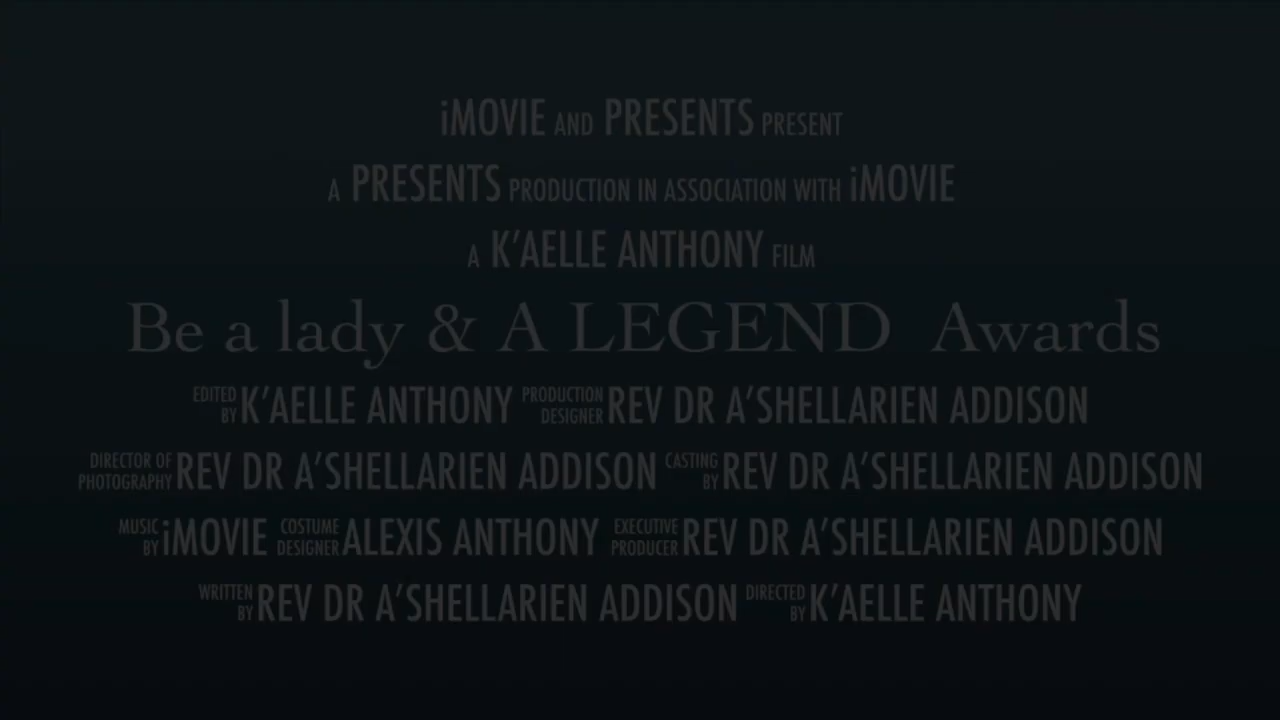 iMOVIE AND PRESENTS PRESENT
A PRESENTS PRODUCTION IN ASSOCIATION WITH iMOVIE
A K'AELLE ANTHONY FILM
Be a lady & A LEGEND Awards
EDITED BY K'AELLE ANTHONY PRODUCTION DESIGNER REV DR A'SHELLARIEN ADDISON
DIRECTOR OF PHOTOGRAPHY REV DR A'SHELLARIEN ADDISON CASTING BY REV DR A'SHELLARIEN ADDISON
MUSIC BY iMOVIE COSTUME DESIGNER ALEXIS ANTHONY EXECUTIVE PRODUCER REV DR A'SHELLARIEN ADDISON
WRITTEN BY REV DR A'SHELLARIEN ADDISON DIRECTED BY K'AELLE ANTHONY